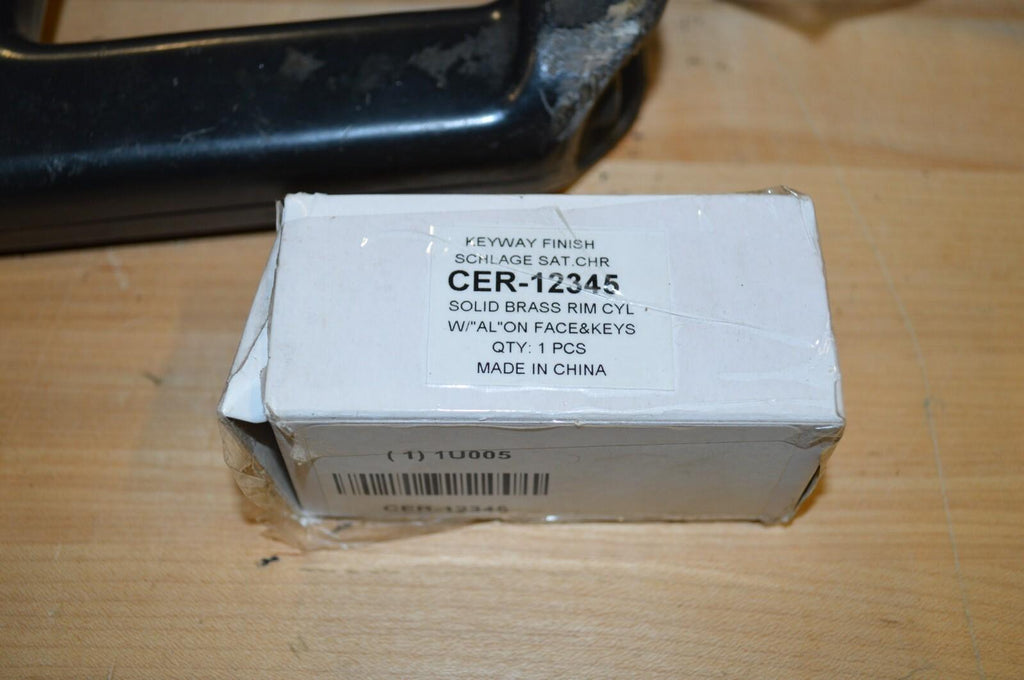 KEYWAY FINISH
SCHLAGE SAT.CHR
CER-12345
SOLID BRASS RIM CYL
W/"AL"ON FACE&KEYS
QTY: 1 PCS
MADE IN CHINA
(1) 1U005
CER-12345